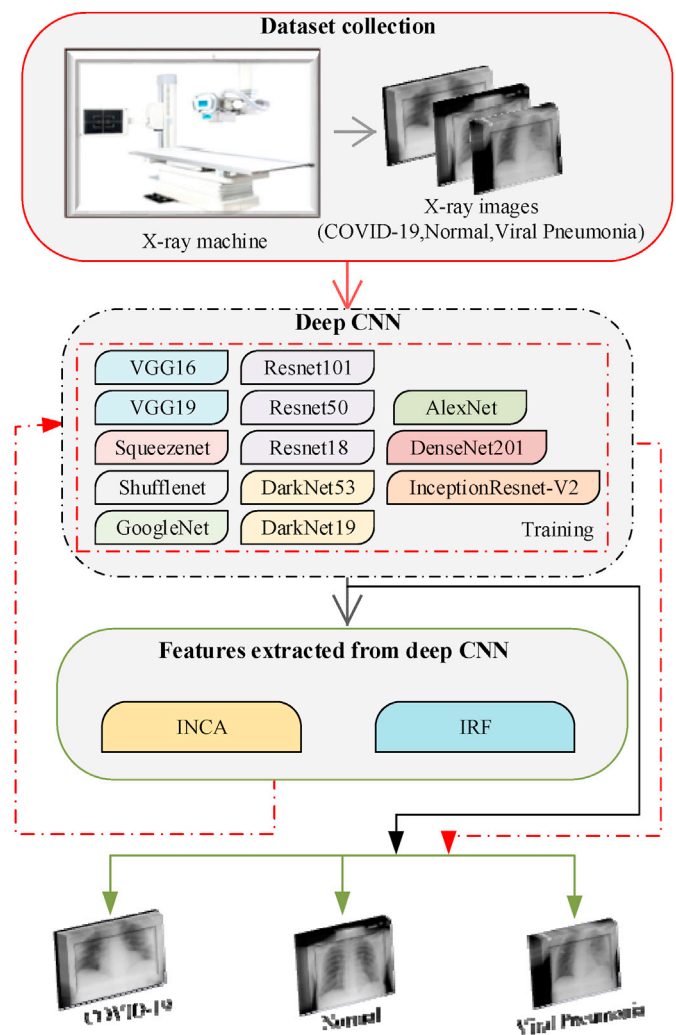 Dataset collection
X-ray machine
X-ray images
(COVID-19,Normal,Viral Pneumonia)
Deep CNN
VGG16
Resnet101
VGG19
Resnet50
AlexNet
Squeezenet
Resnet18
DenseNet201
Shufflenet
DarkNet53
InceptionResnet-V2
GoogleNet
DarkNet19
Training
Features extracted from deep CNN
INCA
IRF
COVID-19
Normal
Viral Pneumonia